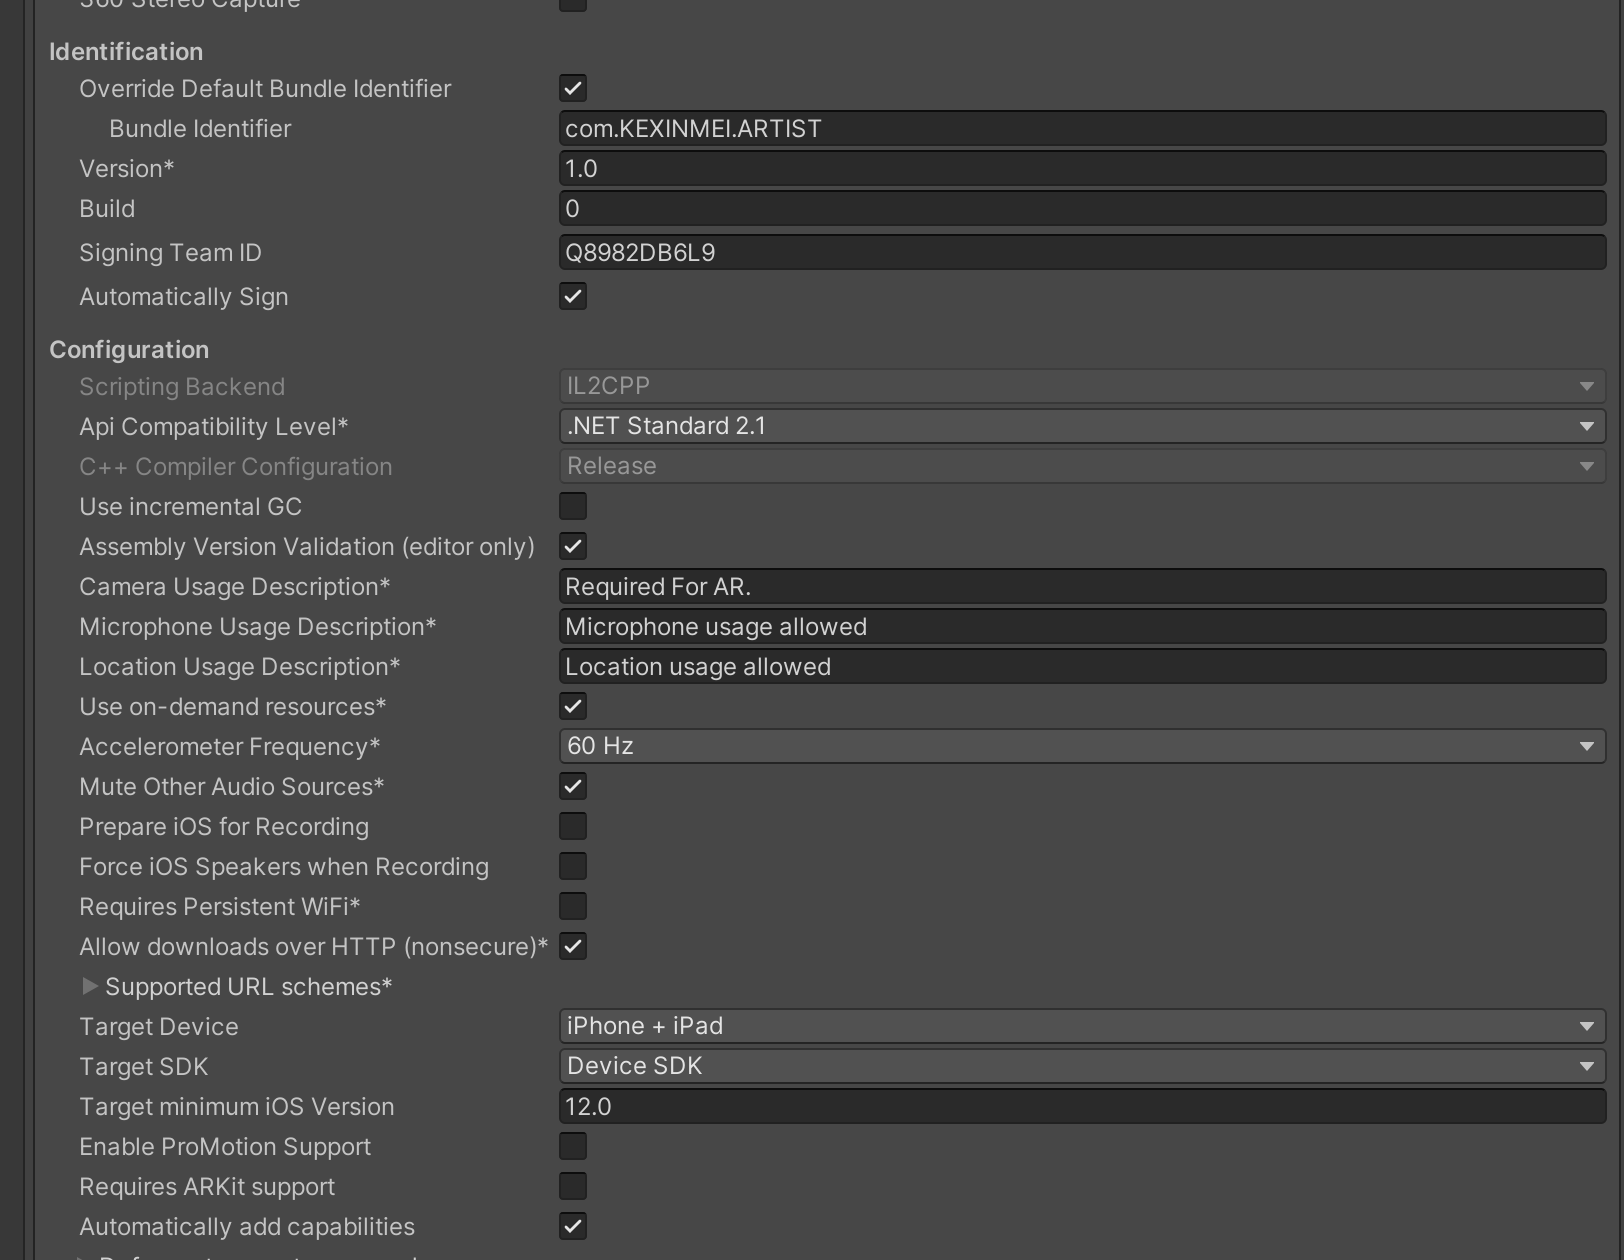 360 Stereo Capture
Identification
Override Default Bundle Identifier
Bundle Identifier com.KEXINMEI.ARTIST
Version* 1.0
Build 0
Signing Team ID Q8982DB6L9
Automatically Sign
Configuration
Scripting Backend IL2CPP
Api Compatibility Level* .NET Standard 2.1
C++ Compiler Configuration Release
Use incremental GC
Assembly Version Validation (editor only)
Camera Usage Description* Required For AR.
Microphone Usage Description* Microphone usage allowed
Location Usage Description* Location usage allowed
Use on-demand resources*
Accelerometer Frequency* 60 Hz
Mute Other Audio Sources*
Prepare iOS for Recording
Force iOS Speakers when Recording
Requires Persistent WiFi*
Allow downloads over HTTP (nonsecure)*
Supported URL schemes*
Target Device iPhone + iPad
Target SDK Device SDK
Target minimum iOS Version 12.0
Enable ProMotion Support
Requires ARKit support
Automatically add capabilities